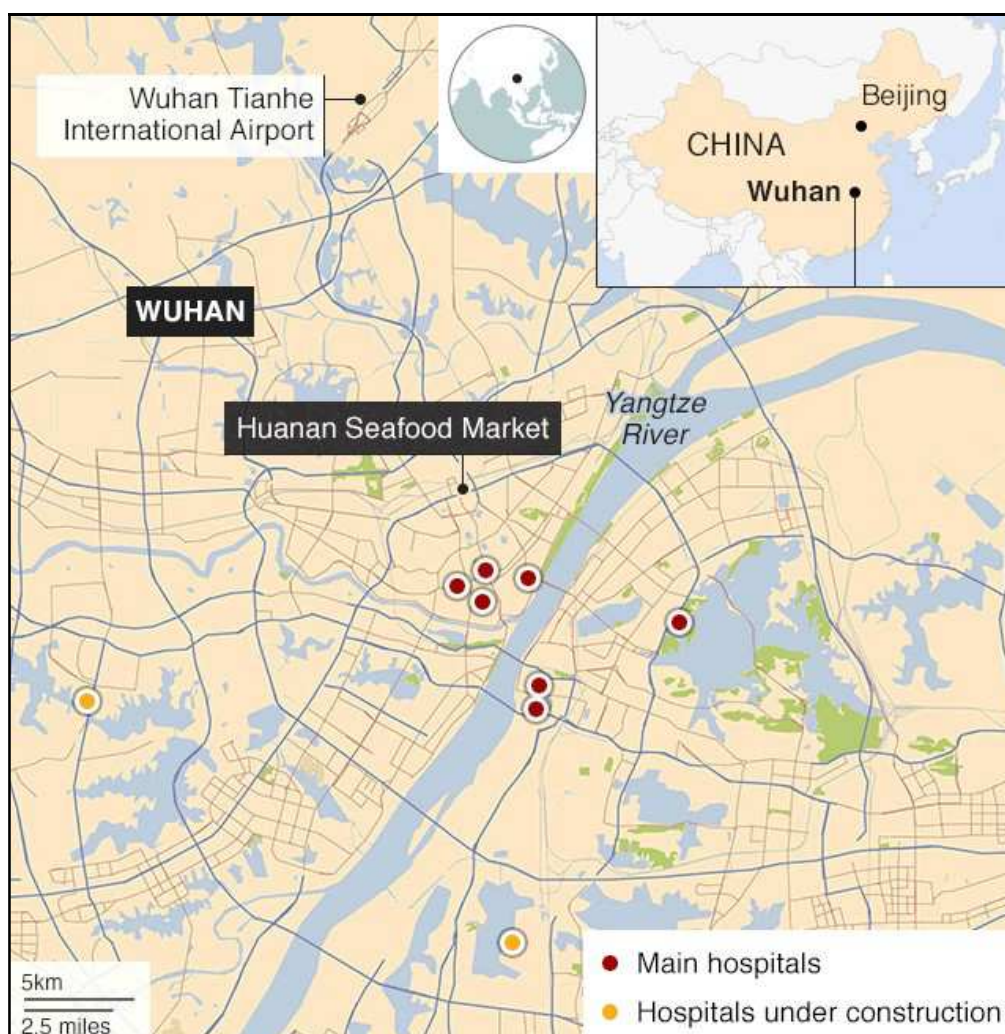 Wuhan Tianhe
International Airport
Beijing
CHINA
Wuhan
WUHAN
Huanan Seafood Market
Yangtze
River
5km
2.5 miles
Main hospitals
Hospitals under construction